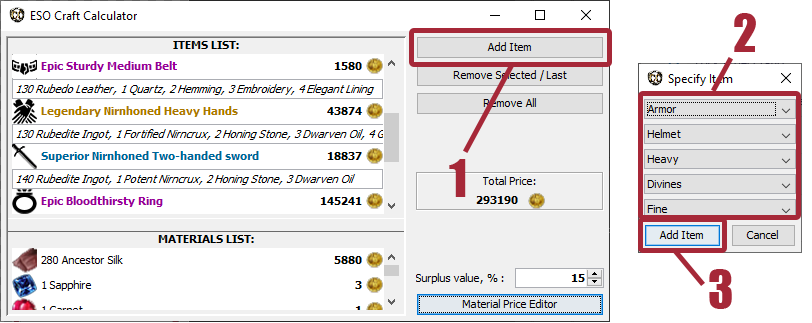 ESO Craft Calculator
ITEMS LIST:
Epic Sturdy Medium Belt 1580
130 Rubedo Leather, 1 Quartz, 2 Hemming, 3 Embroidery, 4 Elegant Lining
Legendary Nirnhoned Heavy Hands 43874
130 Rubedite Ingot, 1 Fortified Nirncrux, 2 Honing Stone, 3 Dwarven Oil, 4 G
Superior Nirnhoned Two-handed sword 18837
140 Rubedite Ingot, 1 Potent Nirncrux, 2 Honing Stone, 3 Dwarven Oil
Epic Bloodthirsty Ring 145241
MATERIALS LIST:
280 Ancestor Silk 5880
1 Sapphire 3
1 Garnet 1
Add Item
Remove Selected / Last
Remove All
1
Total Price:
293190
Surplus value, % : 15
Material Price Editor
2
Specify Item
Armor
Helmet
Heavy
Divines
Fine
Add Item Cancel
3